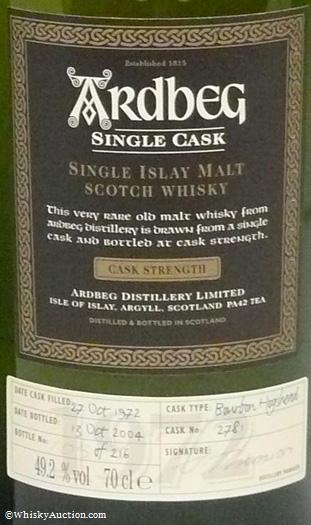 Established 1815
ARDBEG
SINGLE CASK
SINGLE ISLAY MALT
SCOTCH WHISKY
This very rare old malt whisky from
ardbeg distillery is drawn from a single
cask and bottled at cask strength.
CASK STRENGTH
ARDBEG DISTILLERY LIMITED
ISLE OF ISLAY, ARGYLL, SCOTLAND PA42 7EA
DISTILLED & BOTTLED IN SCOTLAND
DATE CASK FILLED: 27 Oct 1972
DATE BOTTLED: 13 Oct 2004
BOTTLE No: of 216
49.2 % vol 70 cl e
CASK TYPE: Bourbon Hogshead
CASK No 2781
SIGNATURE:
DISTILLERY MANAGER
©WhiskyAuction.com